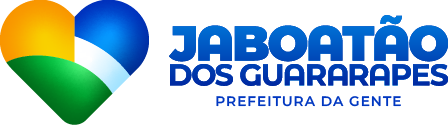 JABOATÃO
DOS GUARARAPES
PREFEITURA DA GENTE